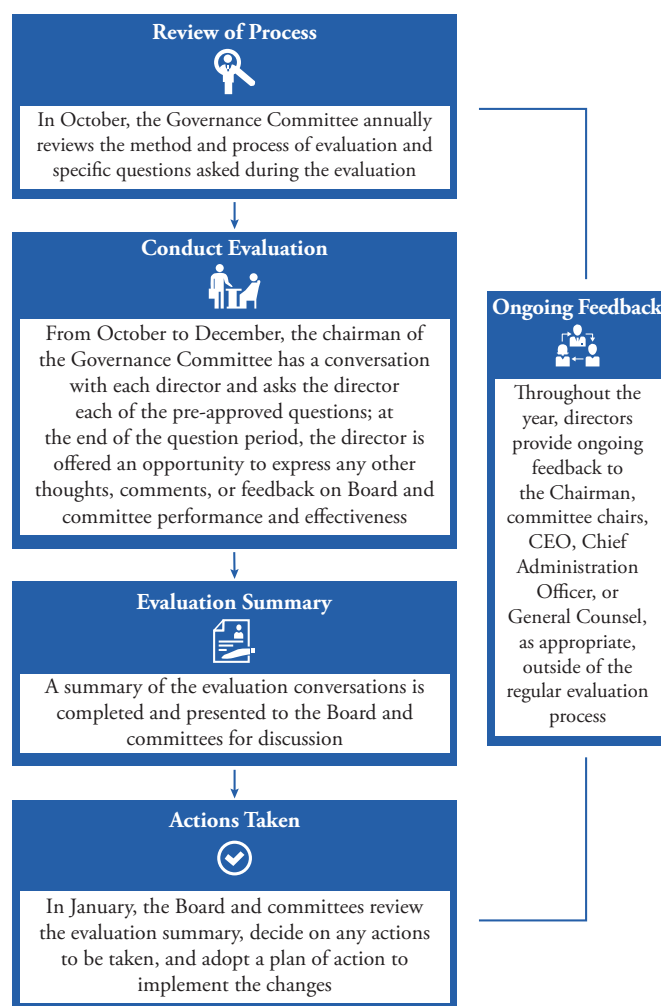 Review of Process
In October, the Governance Committee annually
reviews the method and process of evaluation and
specific questions asked during the evaluation
Conduct Evaluation
From October to December, the chairman of
the Governance Committee has a conversation
with each director and asks the director
each of the pre-approved questions; at
the end of the question period, the director is
offered an opportunity to express any other
thoughts, comments, or feedback on Board and
committee performance and effectiveness
Evaluation Summary
A summary of the evaluation conversations is
completed and presented to the Board and
committees for discussion
Actions Taken
In January, the Board and committees review
the evaluation summary, decide on any actions
to be taken, and adopt a plan of action to
implement the changes
Ongoing Feedback
Throughout the
year, directors
provide ongoing
feedback to
the Chairman,
committee chairs,
CEO, Chief
Administration
Officer, or
General Counsel,
as appropriate,
outside of the
regular evaluation
process